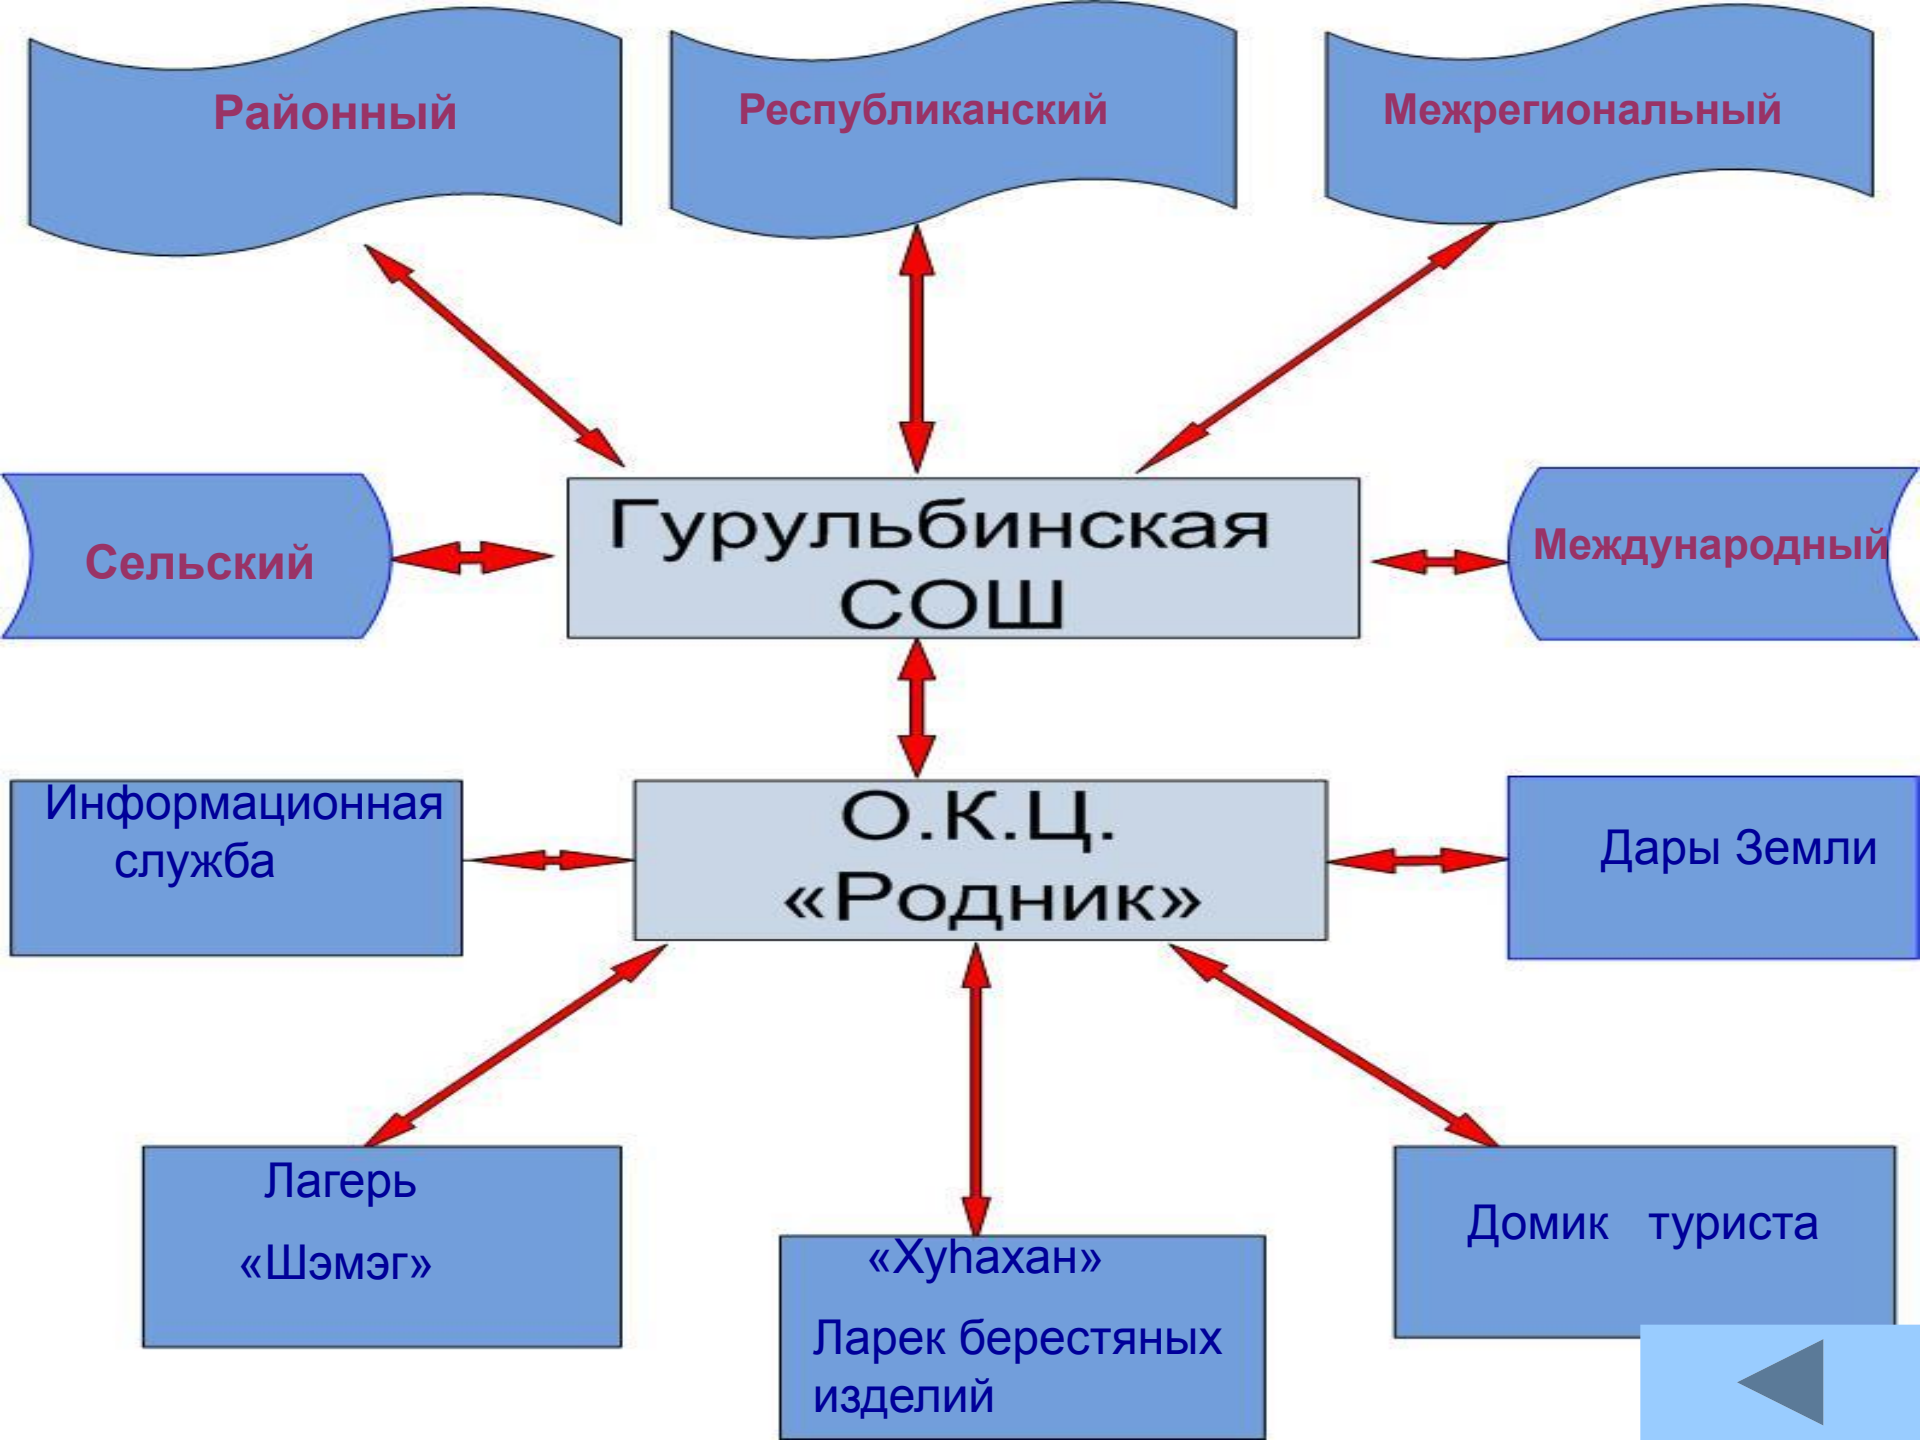 Районный
Республиканский
Межрегиональный
Сельский
Гурульбинская
СОШ
Международный
Информационная
служба
О.К.Ц.
«Родник»
Дары Земли
Лагерь
«Шэмэг»
«Хуһахан»
Ларек берестяных
изделий
Домик туриста